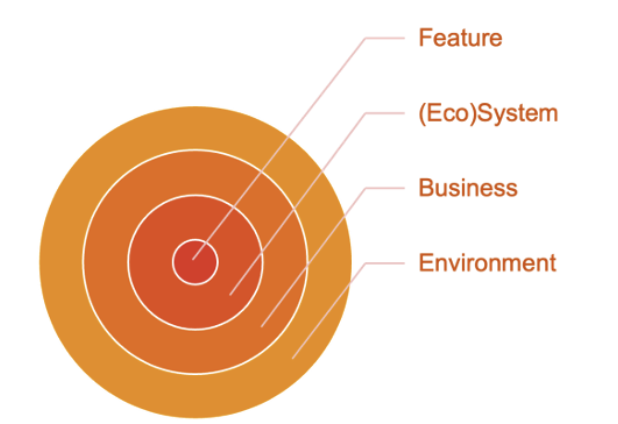 Feature
(Eco)System
Business
Environment